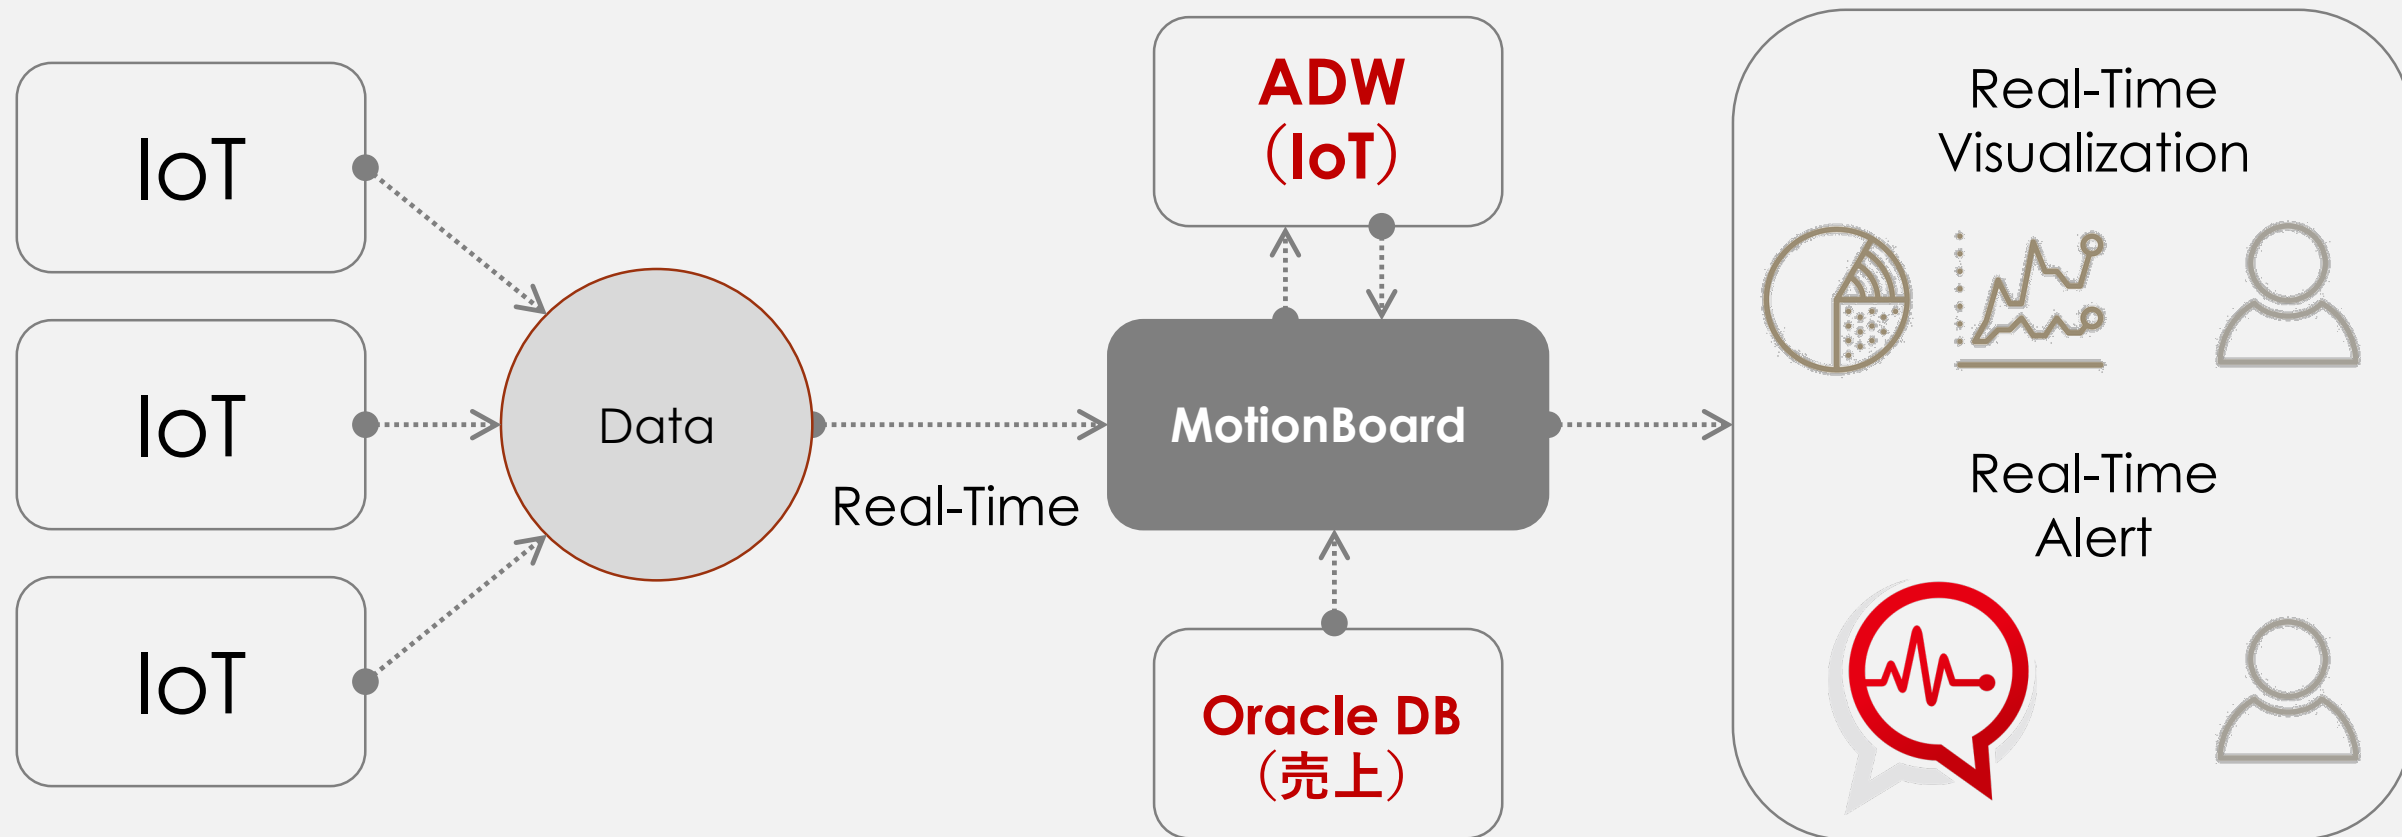 IoT
IoT
IoT
Data
Real-Time
ADW
（IoT）
MotionBoard
Oracle DB
（売上）
Real-Time
Visualization
Real-Time
Alert